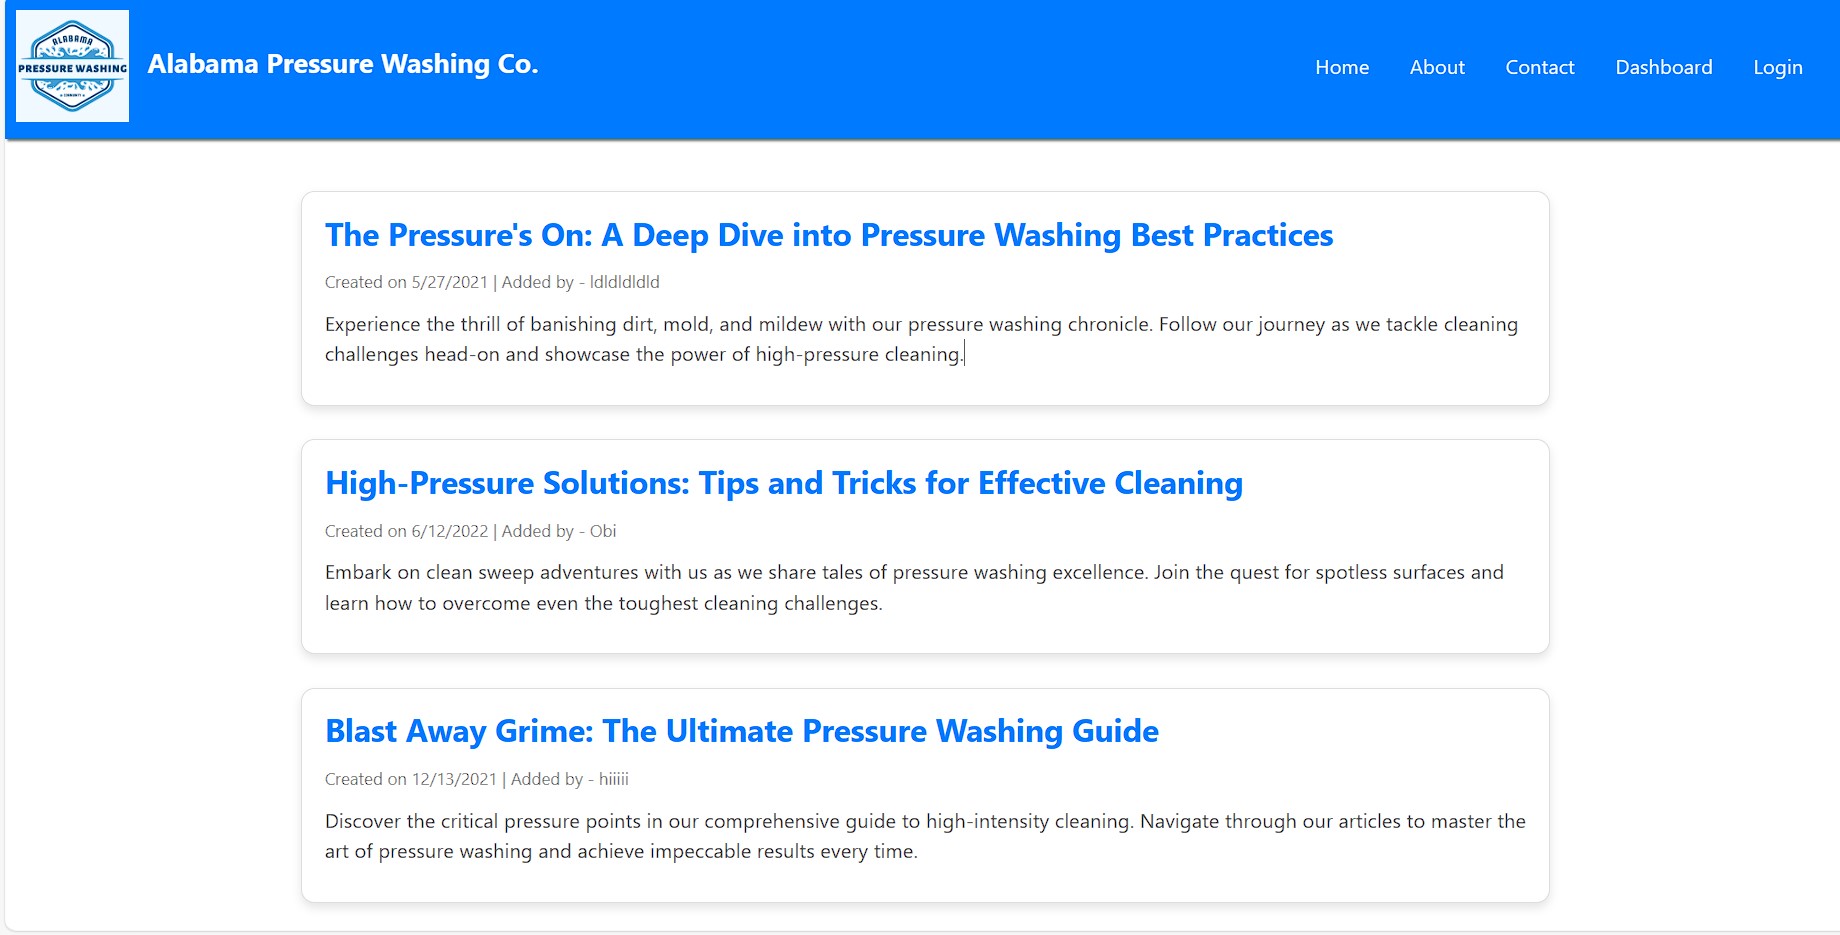 ALABAMA
PRESSURE WASHING
Alabama Pressure Washing Co.
Home About Contact Dashboard Login
The Pressure's On: A Deep Dive into Pressure Washing Best Practices
Created on 5/27/2021 | Added by - ldldldldld
Experience the thrill of banishing dirt, mold, and mildew with our pressure washing chronicle. Follow our journey as we tackle cleaning
challenges head-on and showcase the power of high-pressure cleaning.
High-Pressure Solutions: Tips and Tricks for Effective Cleaning
Created on 6/12/2022 | Added by - Obi
Embark on clean sweep adventures with us as we share tales of pressure washing excellence. Join the quest for spotless surfaces and
learn how to overcome even the toughest cleaning challenges.
Blast Away Grime: The Ultimate Pressure Washing Guide
Created on 12/13/2021 | Added by - hiiiii
Discover the critical pressure points in our comprehensive guide to high-intensity cleaning. Navigate through our articles to master the
art of pressure washing and achieve impeccable results every time.